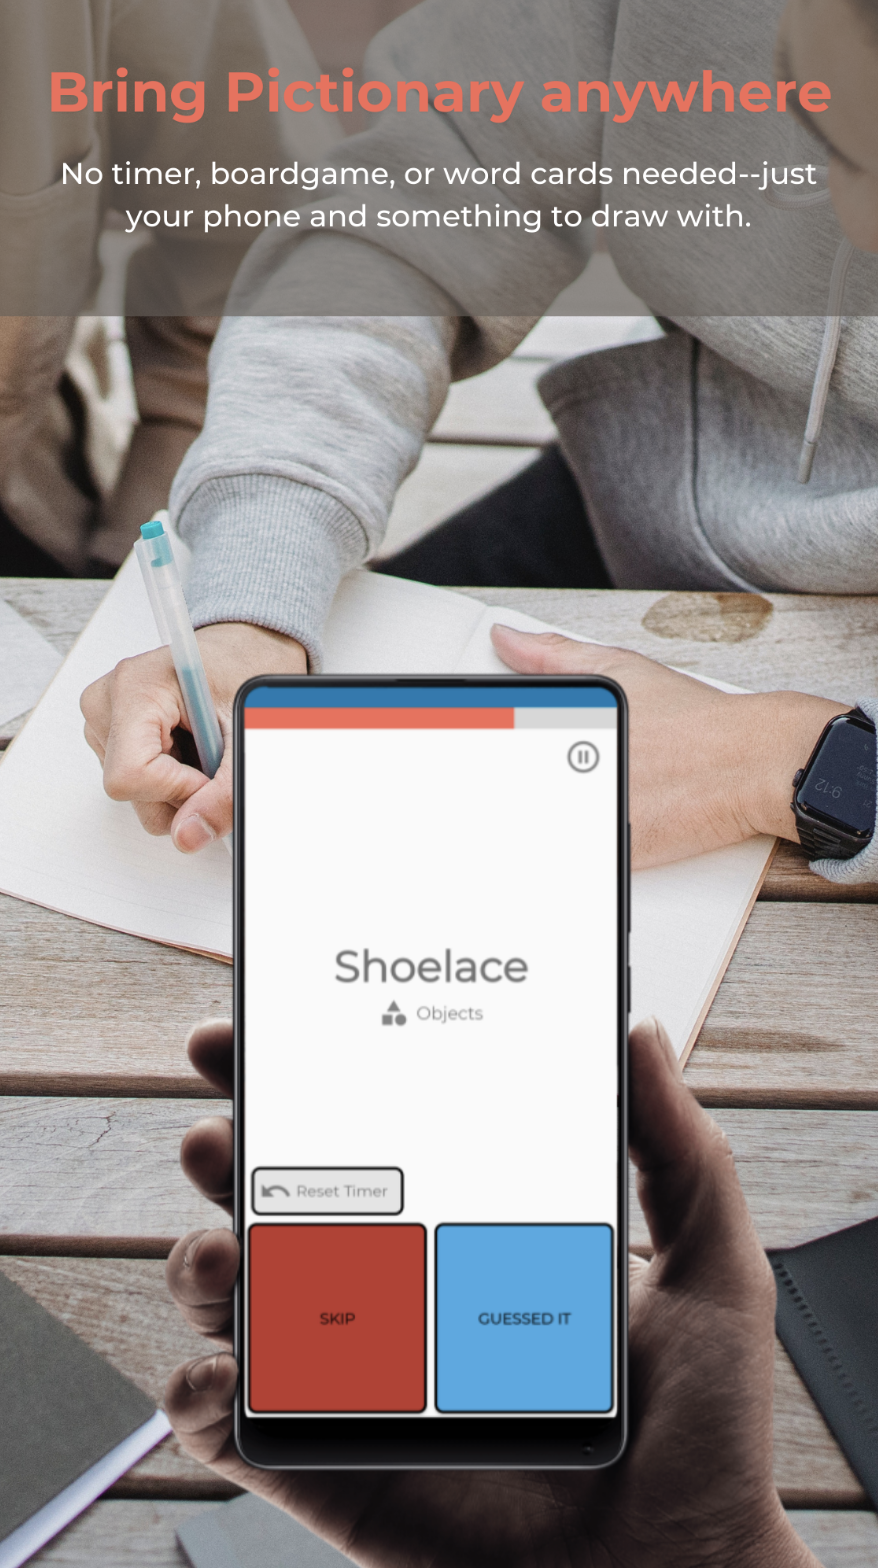 Bring Pictionary anywhere
No timer, boardgame, or word cards needed--just
your phone and something to draw with.
9:12
Shoelace
Objects
Reset Timer
SKIP
GUESSED IT